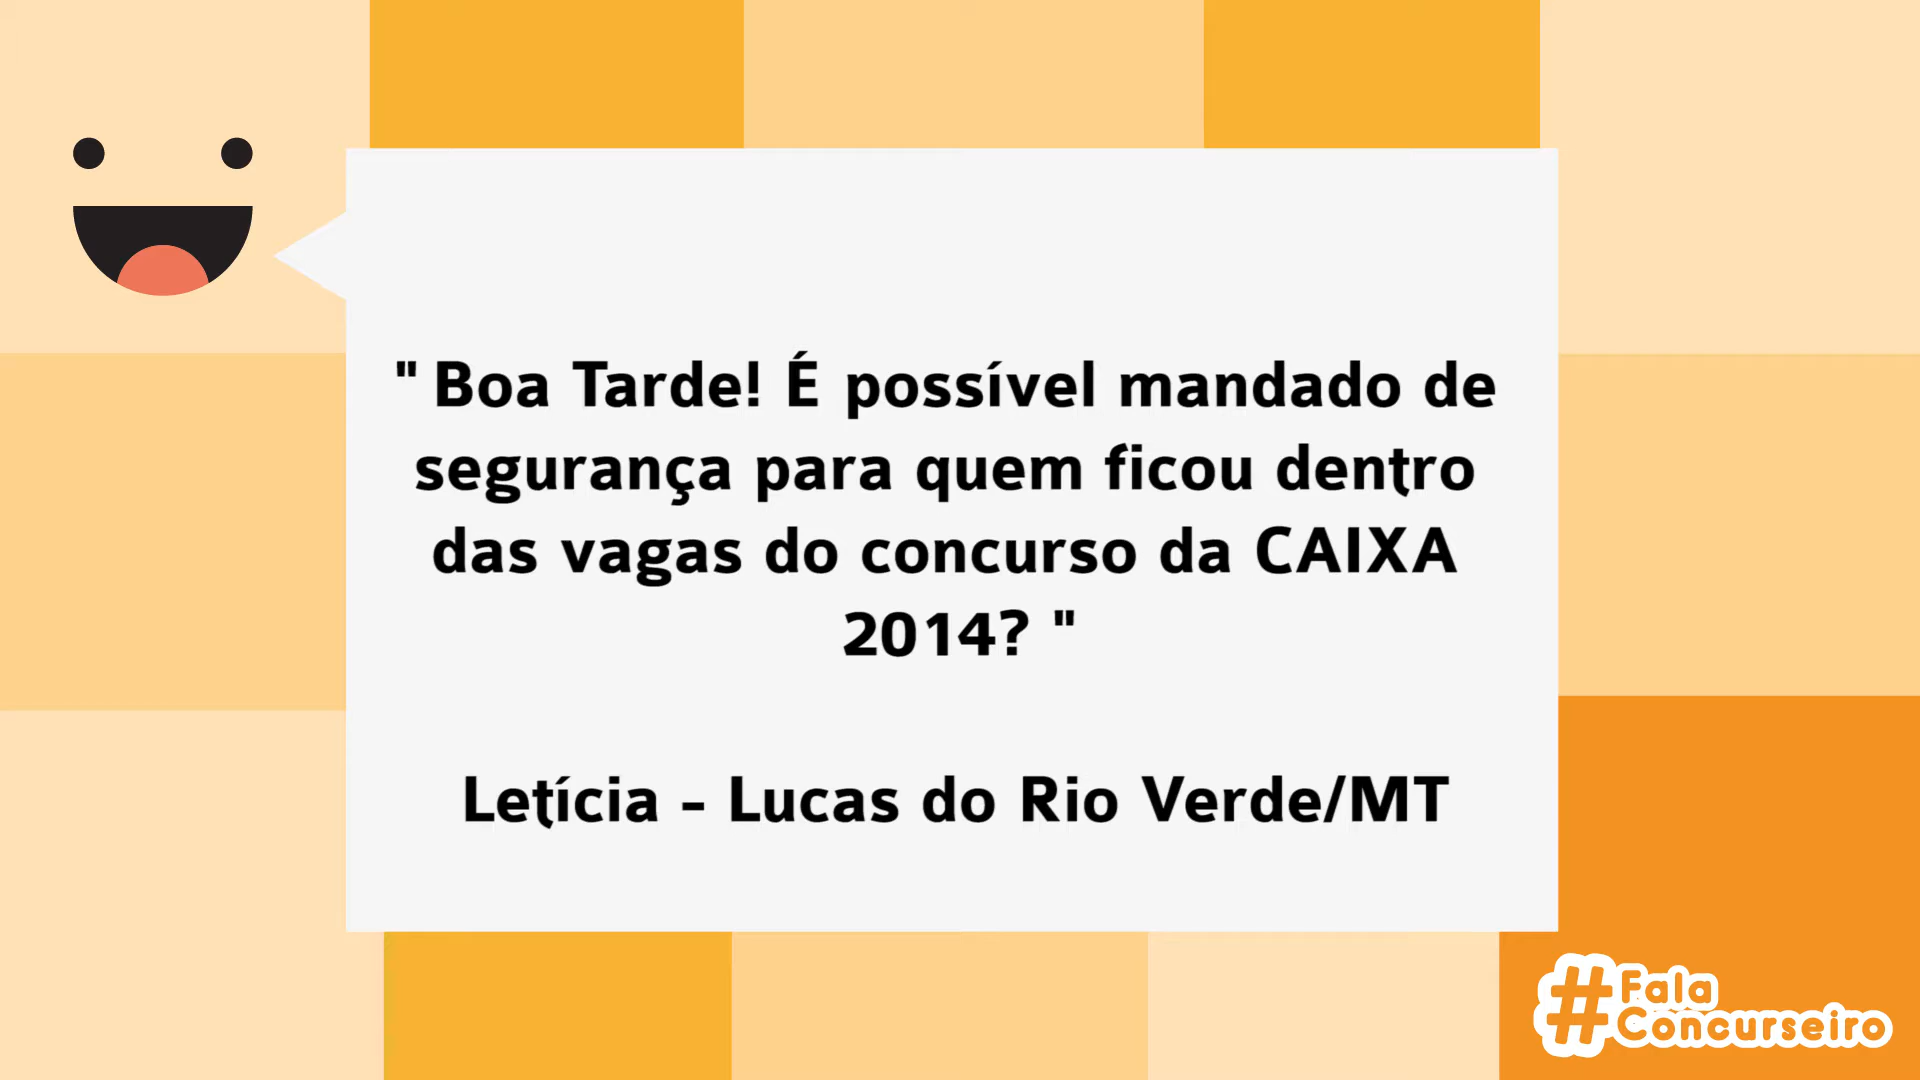 " Boa Tarde! É possível mandado de
segurança para quem ficou dentro
das vagas do concurso da CAIXA
2014? "
Letícia - Lucas do Rio Verde/MT
#Fala
Concurseiro